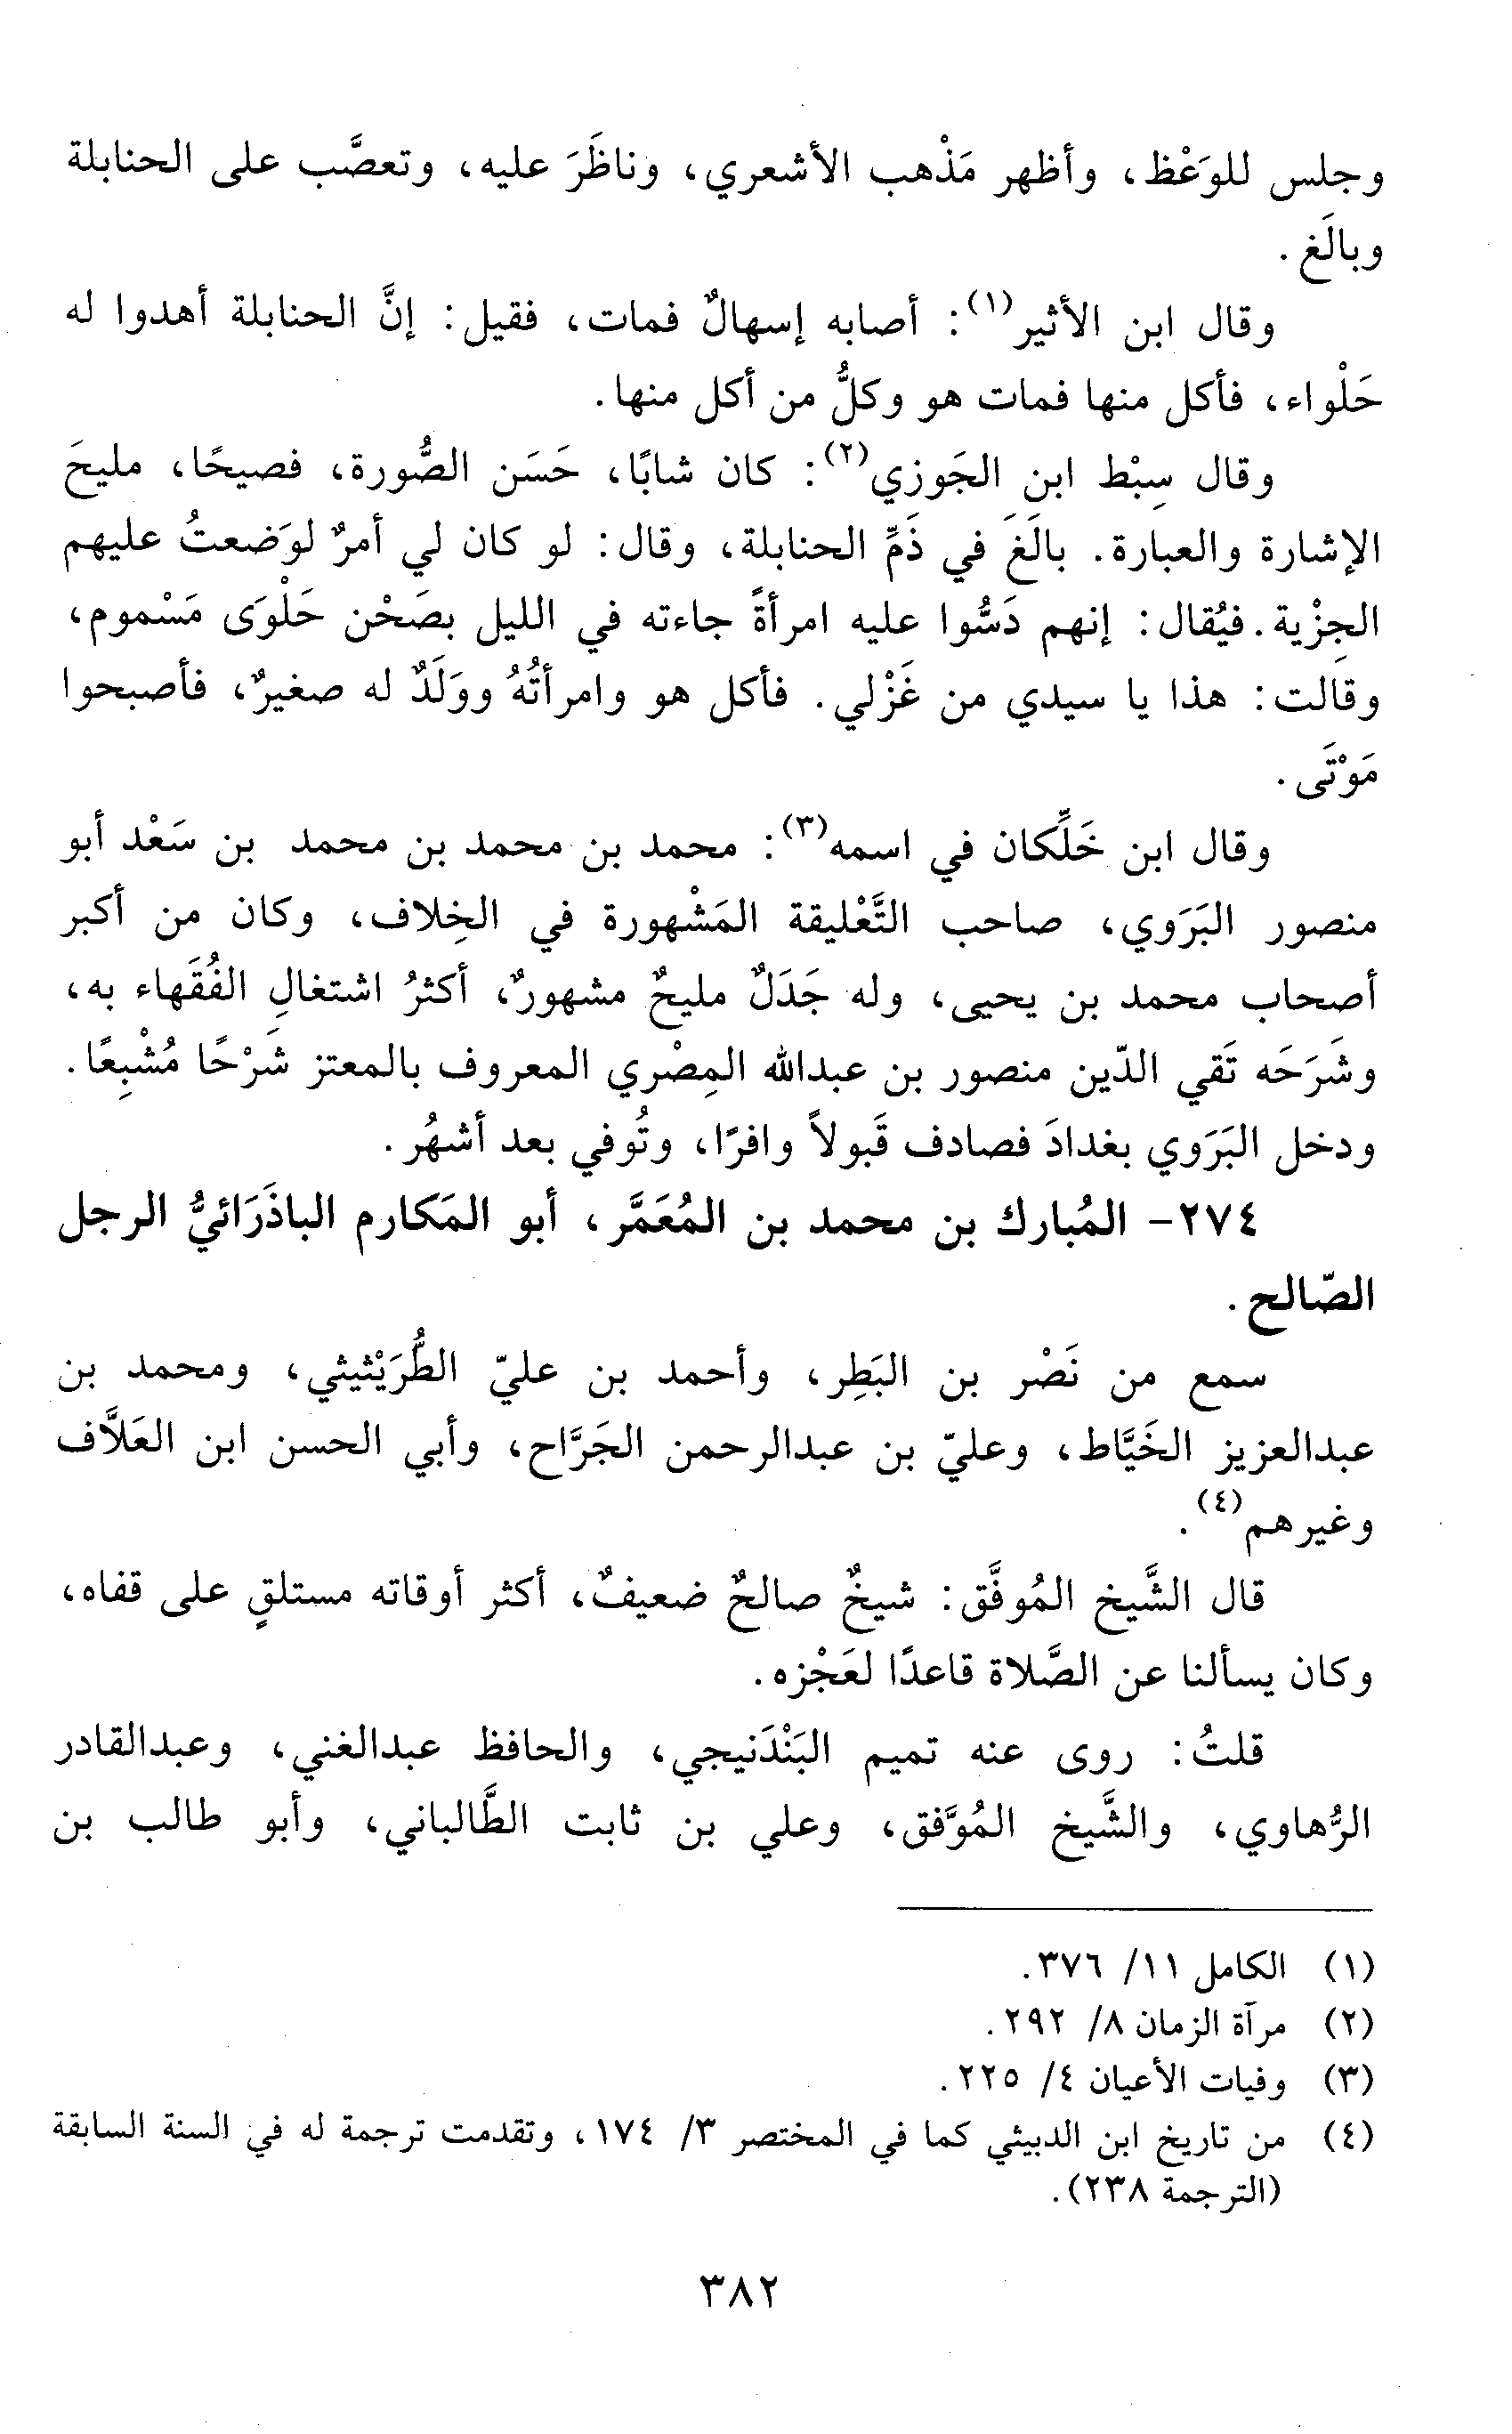 وجلس للوَعْظ، وأظهر مَذْهب الأشعري، وناظَرَ عليه، وتعصَّب على الحنابلة
وبالَغ.
وقال ابن الأثير(١): أصابه إسهالٌ فمات، فقيل: إنَّ الحنابلة أهدوا له
حَلْواء، فأكل منها فمات هو وكلُّ من أكل منها.
وقال سِبْط ابن الجَوزي(٢): كان شابًا، حَسَن الصُّورة، فصيحًا، مليحَ
الإشارة والعبارة. بالَغَ في ذَمِّ الحنابلة، وقال: لو كان لي أمرٌ لوَضعتُ عليهم
الجِزْية. فيُقال: إنهم دَسُّوا عليه امرأةً جاءته في الليل بصَحْن حَلْوَى مَسْموم،
وقالت: هذا يا سيدي من غَزْلي. فأكل هو وامرأتُهُ ووَلَدٌ له صغيرٌ، فأصبحوا
مَوْتَى.
وقال ابن خَلِّكان في اسمه(٣): محمد بن محمد بن محمد بن سَعْد أبو
منصور البَرَوي، صاحب التَّعْليقة المَشْهورة في الخِلاف، وكان من أكبر
أصحاب محمد بن يحيى، وله جَدَلٌ مليحٌ مشهورٌ، أكثرُ اشتغالِ الفُقَهاء به،
وشَرَحَه تَقي الدّين منصور بن عبدالله المِصْري المعروف بالمعتز شَرْحًا مُشْبِعًا.
ودخل البَرَوي بغدادَ فصادف قَبولاً وافرًا، وتُوفي بعد أشهُر.
٢٧٤- المُبارك بن محمد بن المُعَمَّر، أبو المَكارم الباذَرَائيُّ الرجل
الصّالح.
سمع من نَصْر بن البَطِر، وأحمد بن عليّ الطُّرَيْثيثي، ومحمد بن
عبدالعزيز الخَيَّاط، وعليّ بن عبدالرحمن الجَرَّاح، وأبي الحسن ابن العَلاَّف
وغيرهم(٤).
قال الشَّيخ المُوفَّق: شيخٌ صالحٌ ضعيفٌ، أكثر أوقاته مستلقٍ على قفاه،
وكان يسألنا عن الصَّلاة قاعدًا لعَجْزه.
قلتُ: روى عنه تميم البَنْدَنيجي، والحافظ عبدالغني، وعبدالقادر
الرُّهاوي، والشَّيخ المُوَّفق، وعلي بن ثابت الطَّالباني، وأبو طالب بن
(١) الكامل ١١/ ٣٧٦.
(٢) مرآة الزمان ٨/ ٢٩٢.
(٣) وفيات الأعيان ٤/ ٢٢٥.
(٤) من تاريخ ابن الدبيثي كما في المختصر ٣/ ١٧٤، وتقدمت ترجمة له في السنة السابقة
(الترجمة ٢٣٨).
٣٨٢